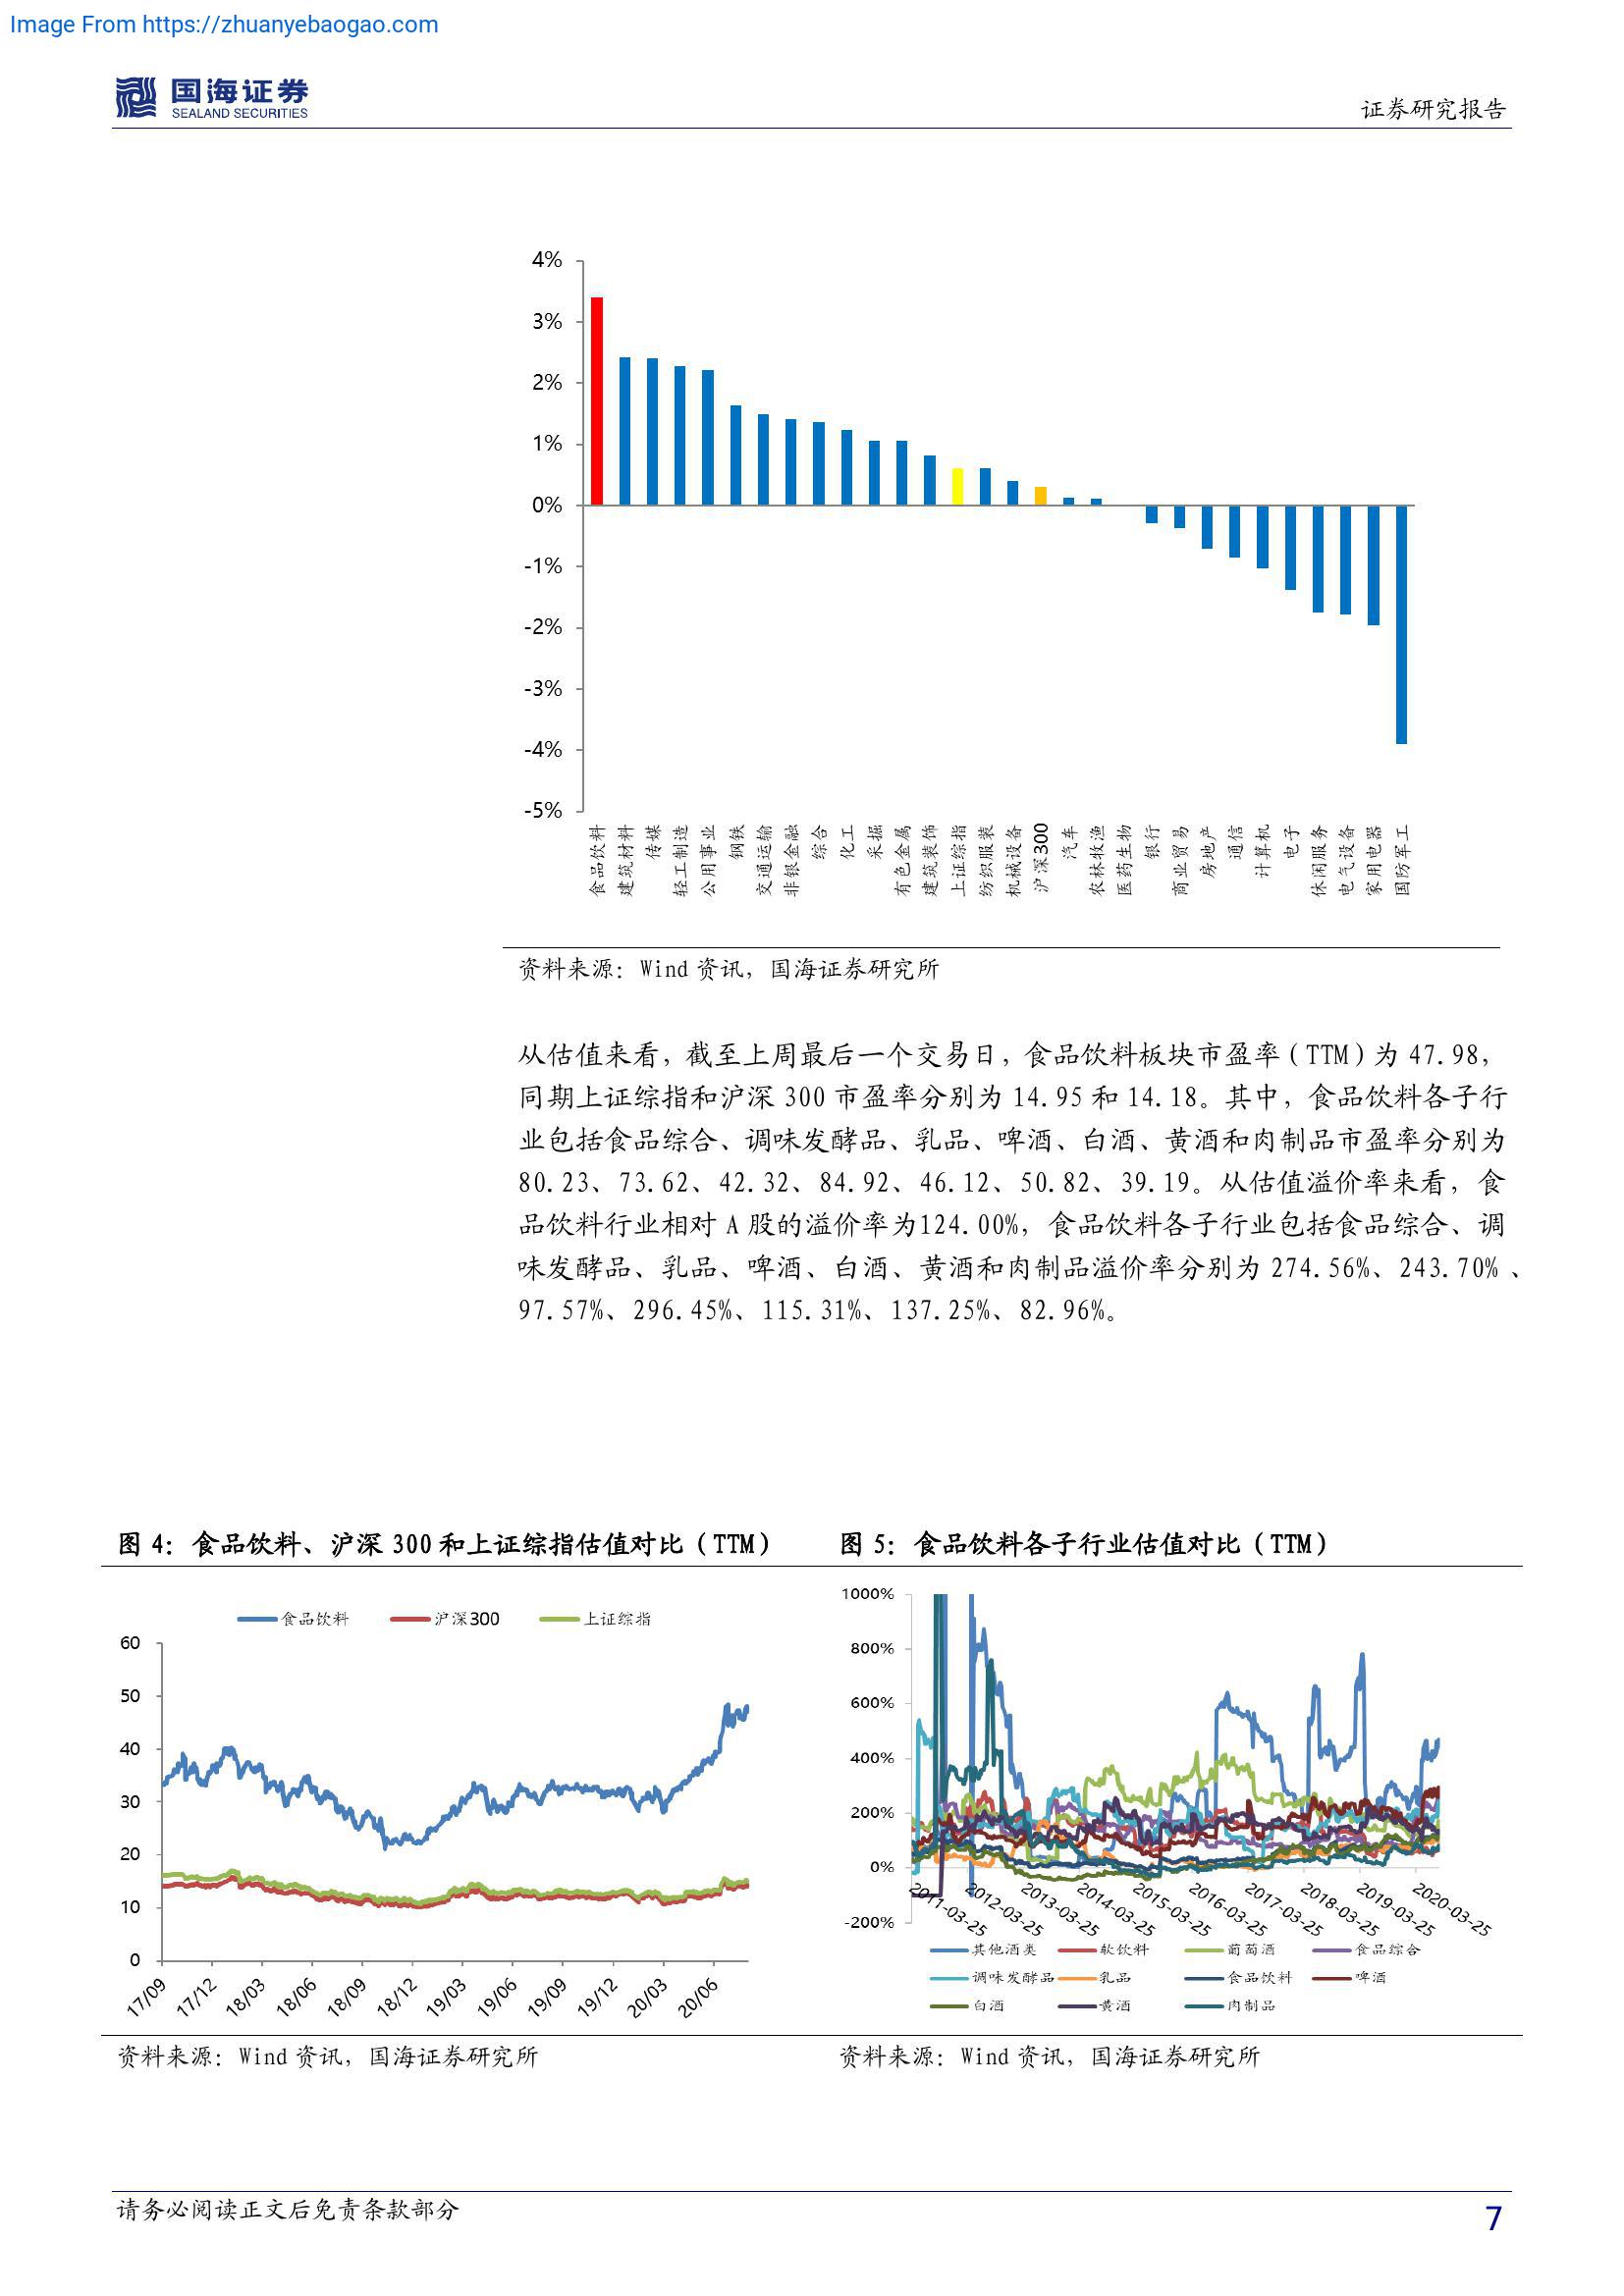 Image From https://zhuanyebaogao.com
国海证券
SEALAND SECURITIES
证券研究报告
4%
3%
2%
1%
0%
-1%
-2%
-3%
-4%
-5%
食品饮料
建筑材料
传媒
轻工制造
公用事业
钢铁
交通运输
非银金融
综合
化工
采掘
有色金属
建筑装饰
上证综指
纺织服装
机械设备
沪深300
汽车
农林牧渔
医药生物
银行
商业贸易
房地产
通信
计算机
电子
休闲服务
电气设备
家用电器
国防军工
资料来源：Wind 资讯，国海证券研究所
从估值来看，截至上周最后一个交易日，食品饮料板块市盈率（TTM）为 47.98，
同期上证综指和沪深 300 市盈率分别为 14.95 和 14.18。其中，食品饮料各子行
业包括食品综合、调味发酵品、乳品、啤酒、白酒、黄酒和肉制品市盈率分别为
80.23、73.62、42.32、84.92、46.12、50.82、39.19。从估值溢价率来看，食
品饮料行业相对 A 股的溢价率为124.00%，食品饮料各子行业包括食品综合、调
味发酵品、乳品、啤酒、白酒、黄酒和肉制品溢价率分别为 274.56%、243.70% 、
97.57%、296.45%、115.31%、137.25%、82.96%。
图 4：食品饮料、沪深 300 和上证综指估值对比（TTM）
食品饮料 沪深300 上证综指
60
50
40
30
20
10
0
17/09 17/12 18/03 18/06 18/09 18/12 19/03 19/06 19/09 19/12 20/03 20/06
资料来源：Wind 资讯，国海证券研究所
图 5：食品饮料各子行业估值对比（TTM）
1000%
800%
600%
400%
200%
0%
-200%
2011-03-25 2012-03-25 2013-03-25 2014-03-25 2015-03-25 2016-03-25 2017-03-25 2018-03-25 2019-03-25 2020-03-25
其他酒类 软饮料 葡萄酒 食品综合
调味发酵品 乳品 食品饮料 啤酒
白酒 黄酒 肉制品
资料来源：Wind 资讯，国海证券研究所
请务必阅读正文后免责条款部分
7